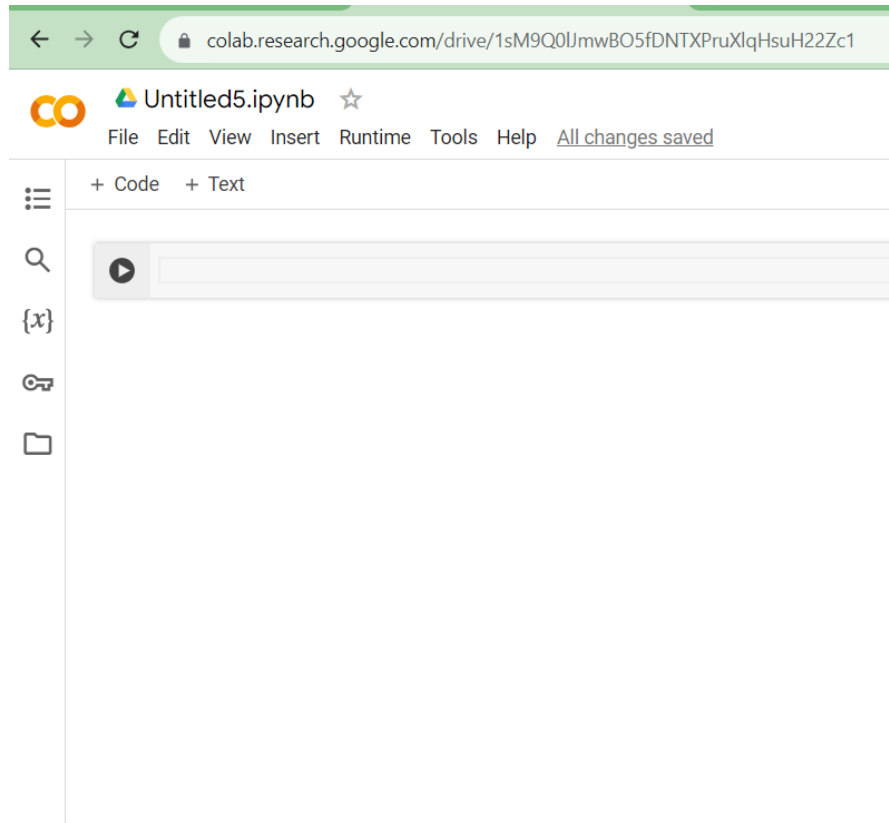 colab.research.google.com/drive/1sM9Q0lJmwBO5fDNTXPruXlqHsuH22Zc1
CO
Untitled5.ipynb
File Edit View Insert Runtime Tools Help All changes saved
+ Code + Text
{x}